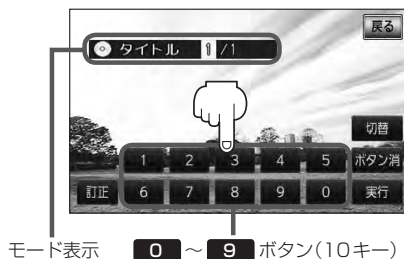 戻る
タイトル 1 /1
切替
1 2 3 4 5 ボタン消
訂正 6 7 8 9 0 実行
モード表示 0 ～ 9 ボタン(10キー)